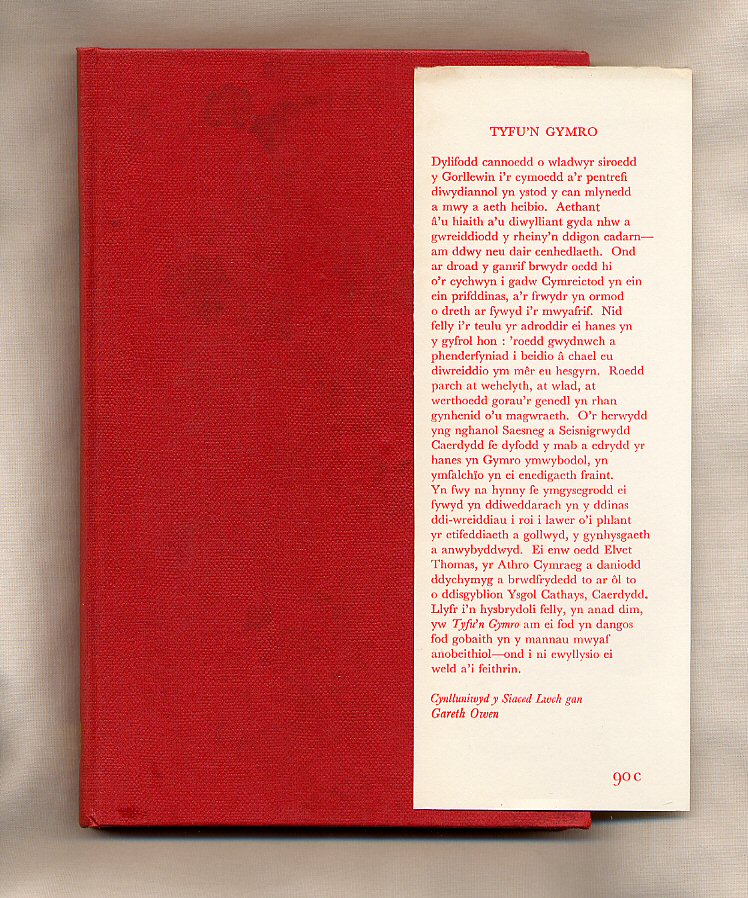 TYFU'N GYMRO
Dylifodd cannoedd o wladwyr siroedd
y Gorllewin i'r cymoedd a'r pentrefi
diwydiannol yn ystod y can mlynedd
a mwy a aeth heibio. Aethant
â'u hiaith a'u diwylliant gyda nhw a
gwreiddiodd y rheiny'n ddigon cadarn—
am ddwy neu dair cenhedlaeth. Ond
ar droad y ganrif brwydr oedd hi
o'r cychwyn i gadw Cymreictod yn ein
ein prifddinas, a'r frwydr yn ormod
o dreth ar fywyd i'r mwyafrif. Nid
felly i'r teulu yr adroddir ei hanes yn
y gyfrol hon : 'roedd gwydnwch a
phenderfyniad i beidio â chael eu
diwreiddio ym mêr eu hesgyrn. Roedd
parch at wehelyth, at wlad, at
werthoedd gorau'r genedl yn rhan
gynhenid o'u magwraeth. O'r herwydd
yng nghanol Saesneg a Seisnigrwydd
Caerdydd fe dyfodd y mab a edrydd yr
hanes yn Gymro ymwybodol, yn
ymfalchïo yn ei enedigaeth fraint.
Yn fwy na hynny fe ymgysegrodd ei
fywyd yn ddiweddarach yn y ddinas
ddi-wreiddiau i roi i lawer o'i phlant
yr etifeddiaeth a gollwyd, y gynhysgaeth
a anwybyddwyd. Ei enw oedd Elvet
Thomas, yr Athro Cymraeg a daniodd
ddychymyg a brwdfrydedd to ar ôl to
o ddisgyblion Ysgol Cathays, Caerdydd.
Llyfr i'n hysbrydoli felly, yn anad dim,
yw Tyfu'n Gymro am ei fod yn dangos
fod gobaith yn y mannau mwyaf
anobeithiol—ond i ni ewyllysio ei
weld a'i feithrin.
Cynlluniwyd y Siaced Lwch gan
Gareth Owen
90c